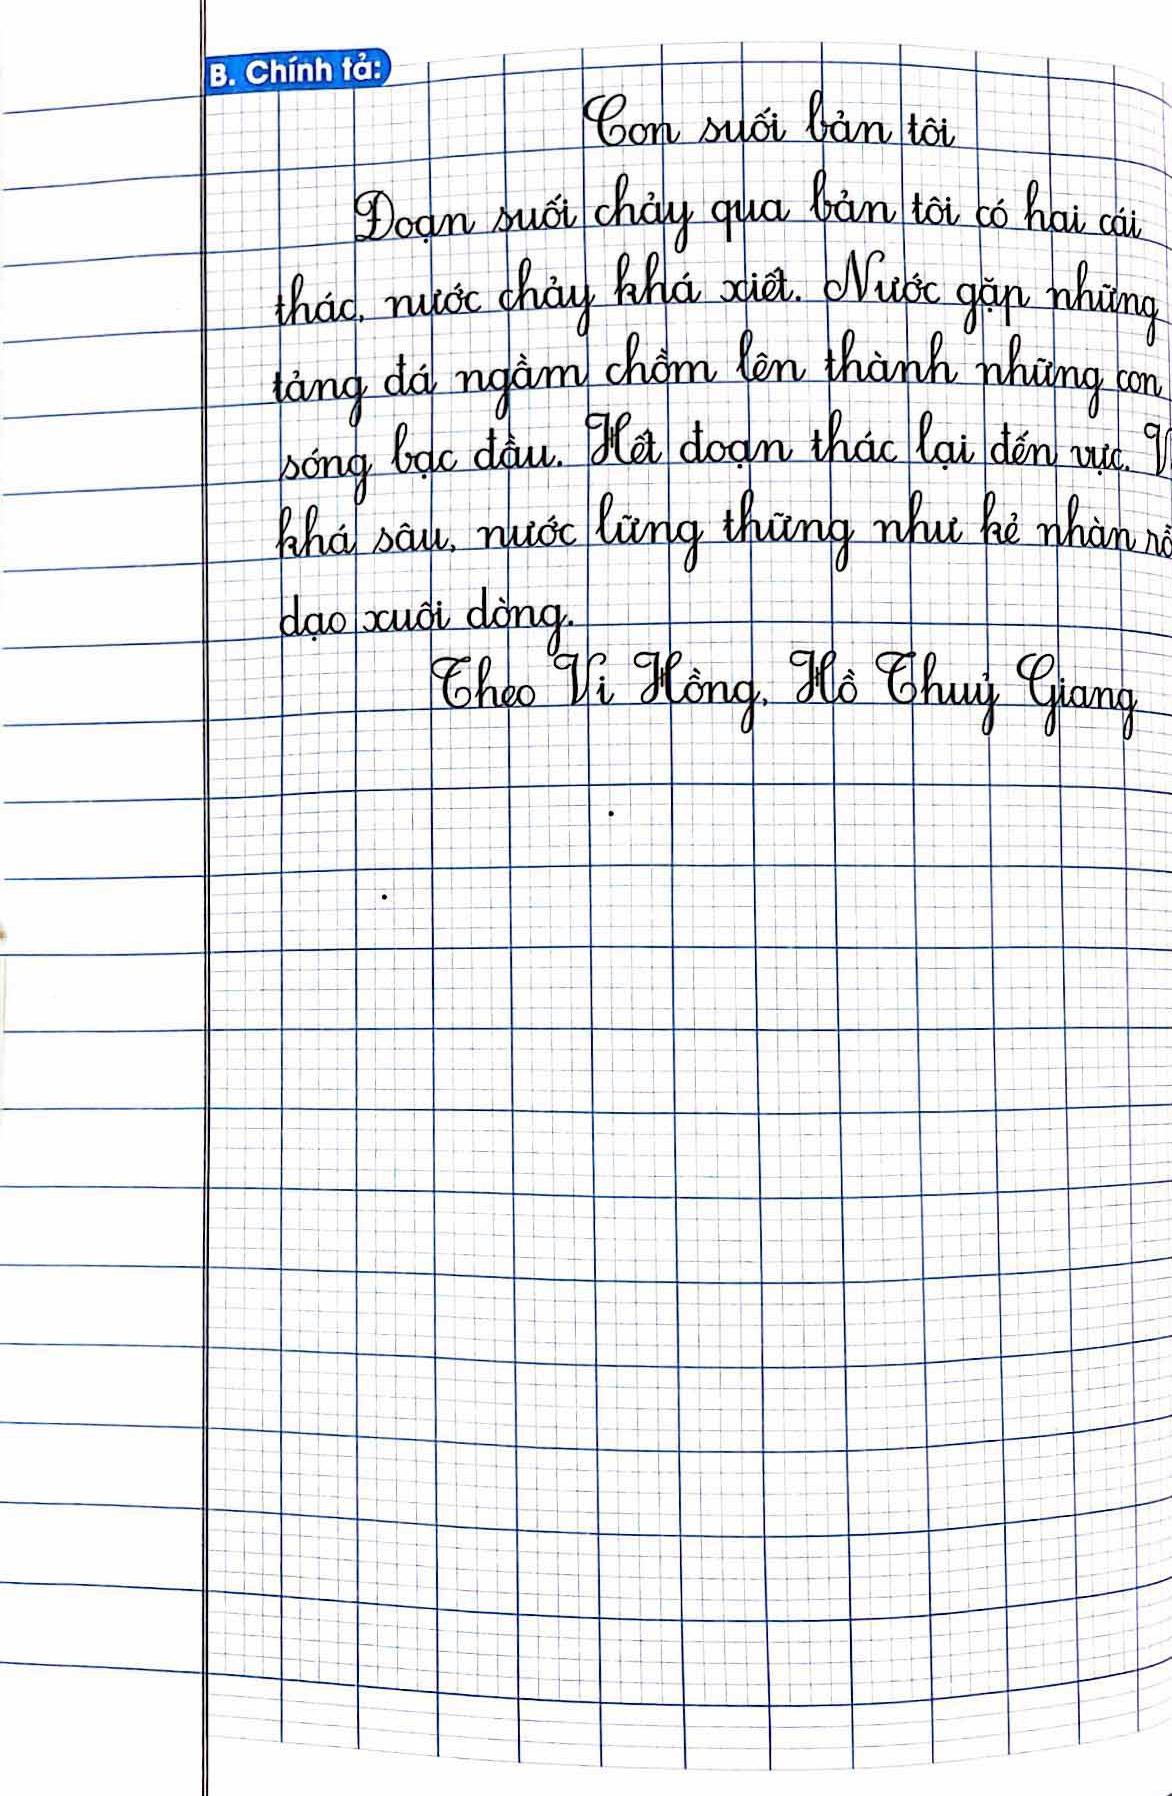 B. Chính tả:
Con suối bản tôi
Đoạn suối chảy qua bản tôi có hai cái
thác, nước chảy khá xiết. Nước gặp những
tảng đá ngầm chồm lên thành những con
sóng bạc đầu. Hết đoạn thác lại đến vực.
khá sâu, nước lững thững như kẻ nhàn
dạo xuôi dòng.
Theo Vi Hồng, Hồ Thuỷ Giang